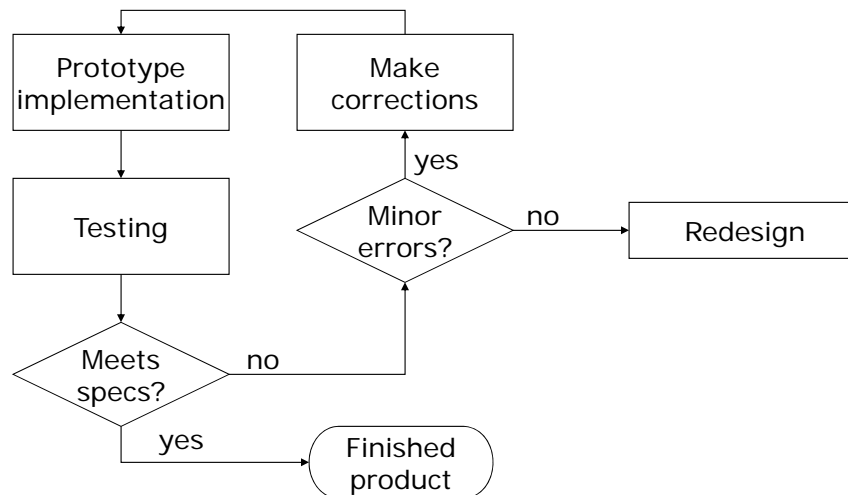 Prototype
implementation
Make
corrections
yes
Testing
Minor
errors?
no
Redesign
Meets
specs?
no
yes
Finished
product